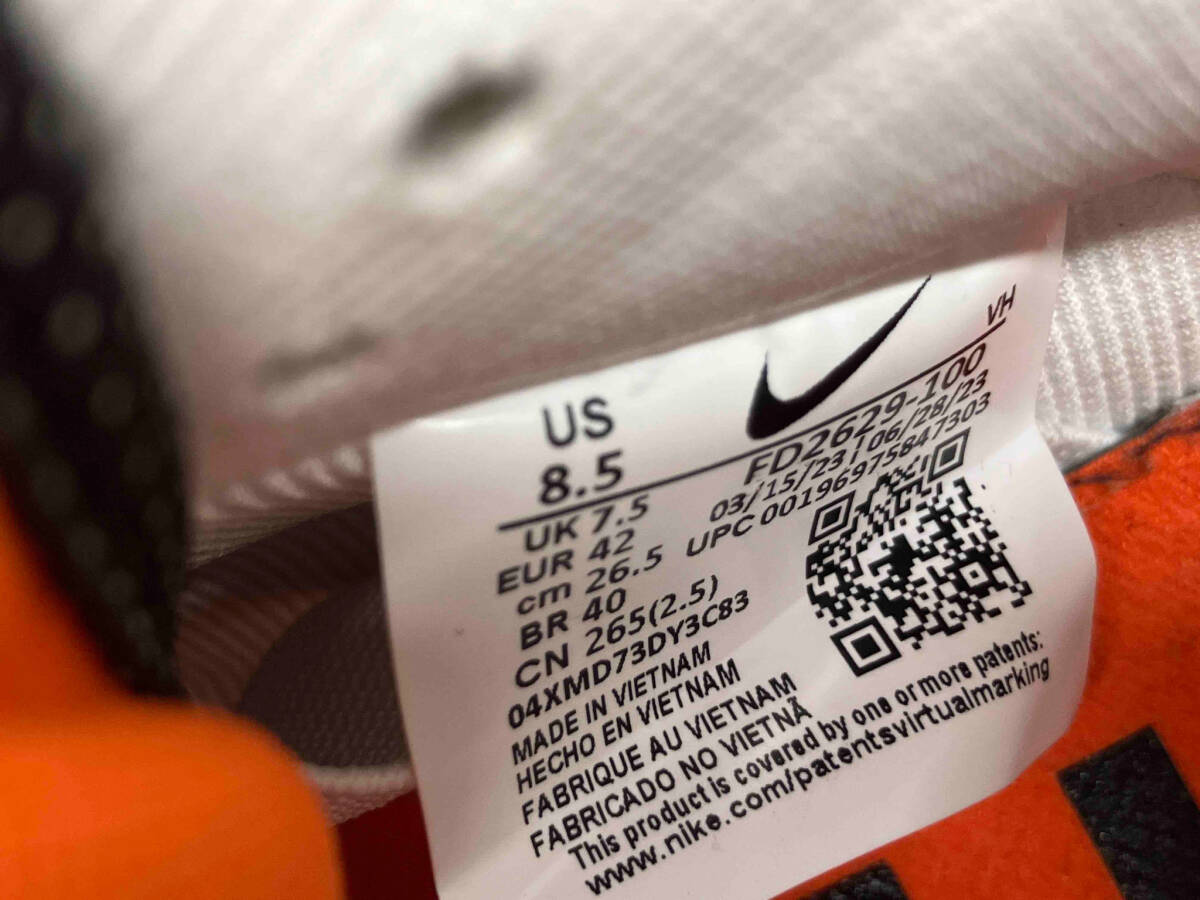 US
8.5
VH
FD2629-100
03/15/23 | 06/28/23
UPC 00196975847303
UK 7.5
EUR 42
cm 26.5
BR 40
CN 265(2.5)
04XMD73DY3C83
MADE IN VIETNAM
HECHO EN VIETNAM
FABRIQUE AU VIETNAM
FABRICADO NO VIETNÃ
This product is covered by one or more patents:
www.nike.com/patentsvirtualmarking